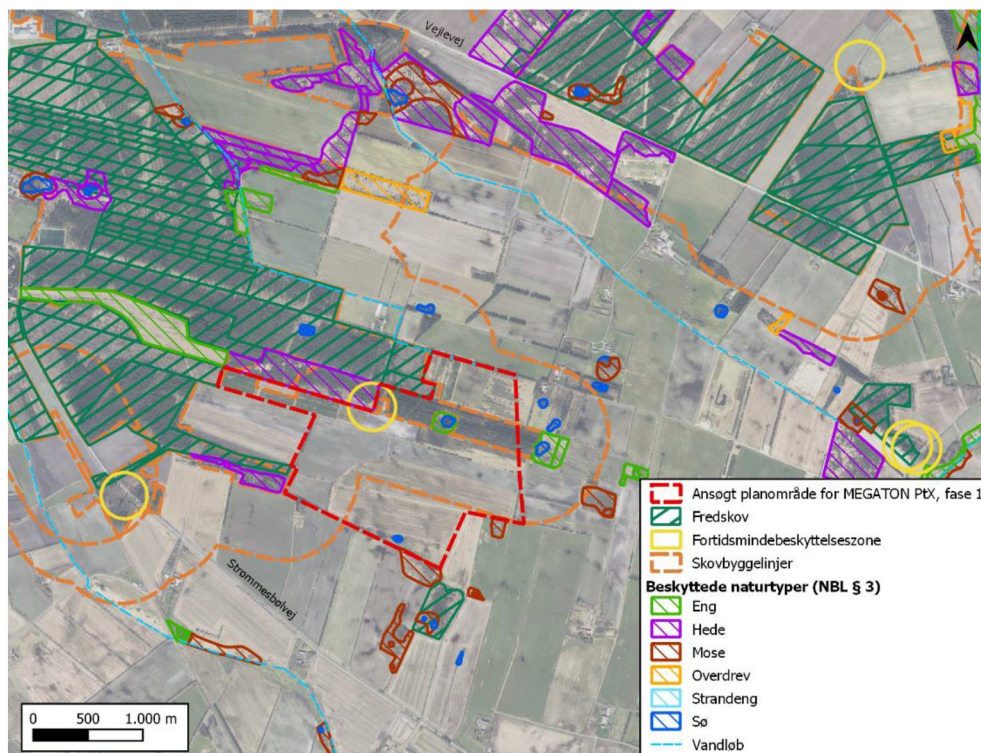 Vejlevej
Strømmesbølvej
Ansøgt planområde for MEGATON PtX, fase 1
Fredskov
Fortidsmindebeskyttelseszone
Skovbyggelinjer
Beskyttede naturtyper (NBL § 3)
Eng
Hede
Mose
Overdrev
Strandeng
Sø
Vandløb
0 500 1.000 m